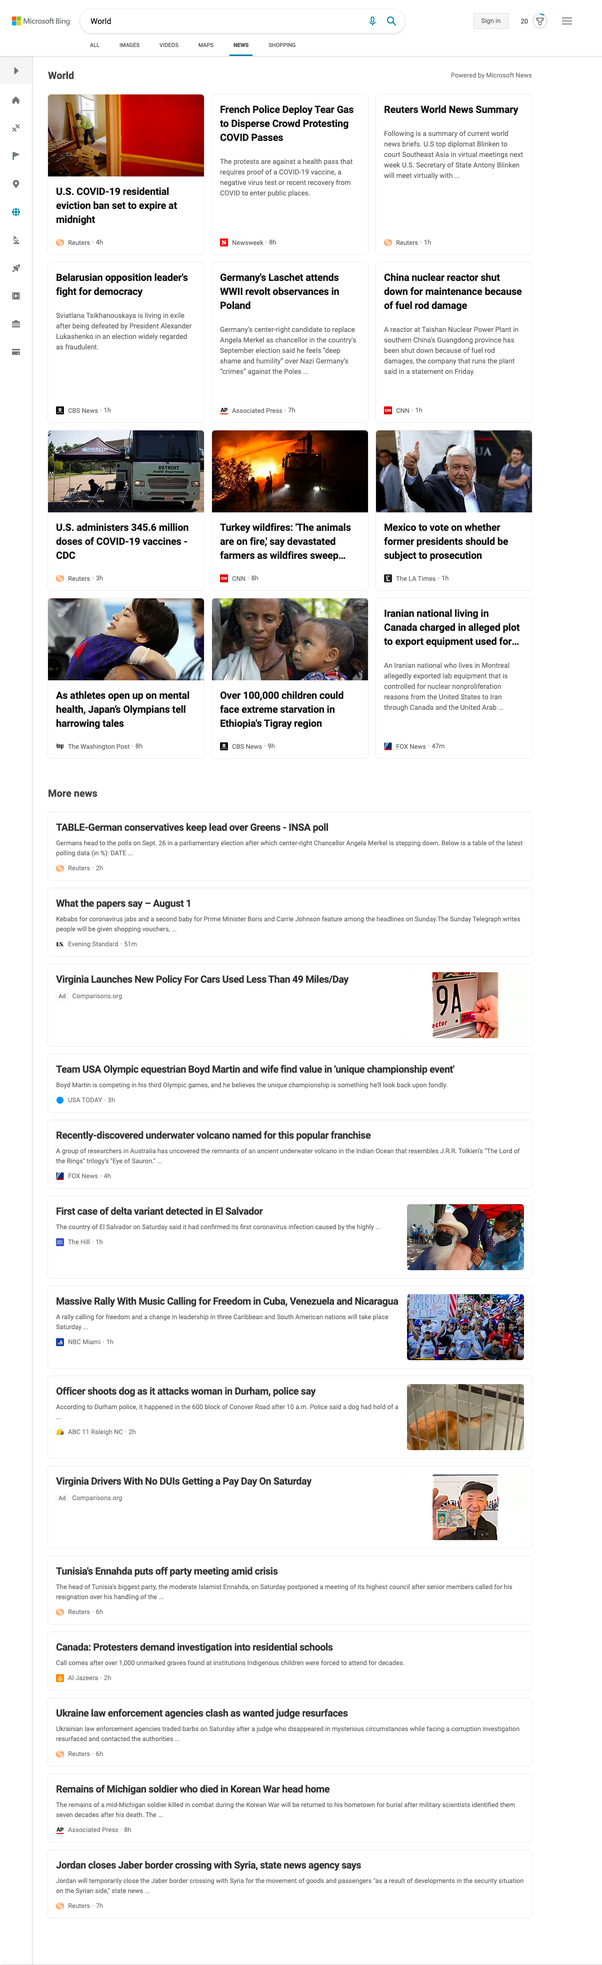 Microsoft Bing
World
Sign in
20
ALL
IMAGES
VIDEOS
MAPS
NEWS
SHOPPING
World
Powered by Microsoft News
U.S. COVID-19 residential
eviction ban set to expire at
midnight
Reuters · 4h
French Police Deploy Tear Gas
to Disperse Crowd Protesting
COVID Passes
The protests are against a health pass that
requires proof of a COVID-19 vaccine, a
negative virus test or recent recovery from
COVID to enter public places.
Newsweek · 8h
Reuters World News Summary
Following is a summary of current world
news briefs. U.S top diplomat Blinken to
court Southeast Asia in virtual meetings next
week U.S. Secretary of State Antony Blinken
will meet virtually with ...
Reuters · 1h
Belarusian opposition leader's
fight for democracy
Sviatlana Tsikhanouskaya is living in exile
after being defeated by President Alexander
Lukashenko in an election widely regarded
as fraudulent.
CBS News · 1h
Germany's Laschet attends
WWII revolt observances in
Poland
Germany's center-right candidate to replace
Angela Merkel as chancellor in the country's
September election said he feels "deep
shame and humility" over Nazi Germany's
"crimes" against the Poles ...
AP Associated Press · 7h
China nuclear reactor shut
down for maintenance because
of fuel rod damage
A reactor at Taishan Nuclear Power Plant in
southern China's Guangdong province has
been shut down because of fuel rod
damages, the company that runs the plant
said in a statement on Friday.
CNN · 1h
DETROIT
Health Department
U.S. administers 345.6 million
doses of COVID-19 vaccines -
CDC
Reuters · 3h
Turkey wildfires: 'The animals
are on fire,' say devastated
farmers as wildfires sweep...
CNN · 8h
UA
Mexico to vote on whether
former presidents should be
subject to prosecution
The LA Times · 1h
As athletes open up on mental
health, Japan's Olympians tell
harrowing tales
wp The Washington Post · 8h
Over 100,000 children could
face extreme starvation in
Ethiopia's Tigray region
CBS News · 9h
Iranian national living in
Canada charged in alleged plot
to export equipment used for...
An Iranian national who lives in Montreal
allegedly exported lab equipment that is
controlled for nuclear nonproliferation
reasons from the United States to Iran
through Canada and the United Arab ...
FOX News · 47m
More news
TABLE-German conservatives keep lead over Greens - INSA poll
Germans head to the polls on Sept. 26 in a parliamentary election after which center-right Chancellor Angela Merkel is stepping down. Below is a table of the latest
polling data (in %): DATE ...
Reuters · 2h
What the papers say – August 1
Kebabs for coronavirus jabs and a second baby for Prime Minister Boris and Carrie Johnson feature among the headlines on Sunday.The Sunday Telegraph writes
people will be given shopping vouchers, ...
ES. Evening Standard · 51m
Virginia Launches New Policy For Cars Used Less Than 49 Miles/Day
Ad Comparisons.org
9A
ector
Team USA Olympic equestrian Boyd Martin and wife find value in 'unique championship event'
Boyd Martin is competing in his third Olympic games, and he believes the unique championship is something he'll look back upon fondly.
USA TODAY · 3h
Recently-discovered underwater volcano named for this popular franchise
A group of researchers in Australia has uncovered the remnants of an ancient underwater volcano in the Indian Ocean that resembles J.R.R. Tolkien's "The Lord of
the Rings" trilogy's "Eye of Sauron." ...
FOX News · 4h
First case of delta variant detected in El Salvador
The country of El Salvador on Saturday said it had confirmed its first coronavirus infection caused by the highly ...
The Hill · 1h
Massive Rally With Music Calling for Freedom in Cuba, Venezuela and Nicaragua
A rally calling for freedom and a change in leadership in three Caribbean and South American nations will take place
Saturday ...
NBC Miami · 1h
Officer shoots dog as it attacks woman in Durham, police say
According to Durham police, it happened in the 600 block of Conover Road after 10 a.m. Police said a dog had hold of a
...
ABC 11 Raleigh NC · 2h
Virginia Drivers With No DUIs Getting a Pay Day On Saturday
Ad Comparisons.org
Tunisia's Ennahda puts off party meeting amid crisis
The head of Tunisia's biggest party, the moderate Islamist Ennahda, on Saturday postponed a meeting of its highest council after senior members called for his
resignation over his handling of the ...
Reuters · 6h
Canada: Protesters demand investigation into residential schools
Call comes after over 1,000 unmarked graves found at institutions Indigenous children were forced to attend for decades.
Al Jazeera · 2h
Ukraine law enforcement agencies clash as wanted judge resurfaces
Ukrainian law enforcement agencies traded barbs on Saturday after a judge who disappeared in mysterious circumstances while facing a corruption investigation
resurfaced and contacted the authorities ...
Reuters · 6h
Remains of Michigan soldier who died in Korean War head home
The remains of a mid-Michigan soldier killed in combat during the Korean War will be returned to his hometown for burial after military scientists identified them
seven decades after his death. The ...
AP Associated Press · 8h
Jordan closes Jaber border crossing with Syria, state news agency says
Jordan will temporarily close the Jaber border crossing with Syria for the movement of goods and passengers "as a result of developments in the security situation
on the Syrian side," state news ...
Reuters · 7h